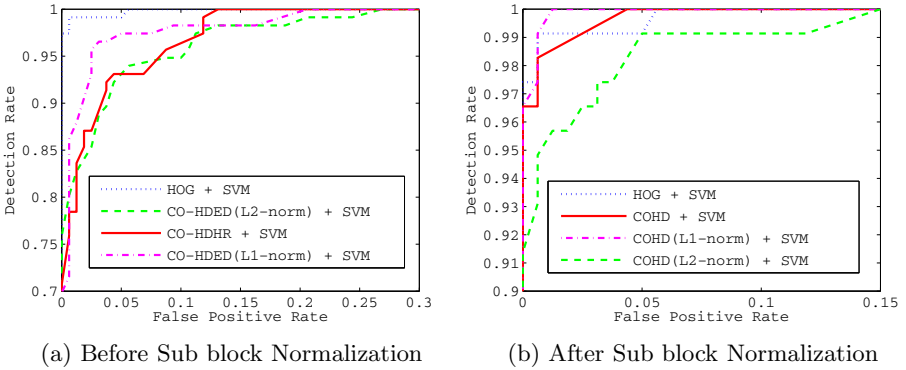 1
0.95
0.9
0.85
0.8
0.75
0.7
Detection Rate
HOG + SVM
CO-HDED(L2-norm) + SVM
CO-HDHR + SVM
CO-HDED(L1-norm) + SVM
0 0.05 0.1 0.15 0.2 0.25 0.3
False Positive Rate
(a) Before Sub block Normalization
1
0.99
0.98
0.97
0.96
0.95
0.94
0.93
0.92
0.91
0.9
Detection Rate
HOG + SVM
COHD + SVM
COHD(L1-norm) + SVM
COHD(L2-norm) + SVM
0 0.05 0.1 0.15
False Positive Rate
(b) After Sub block Normalization